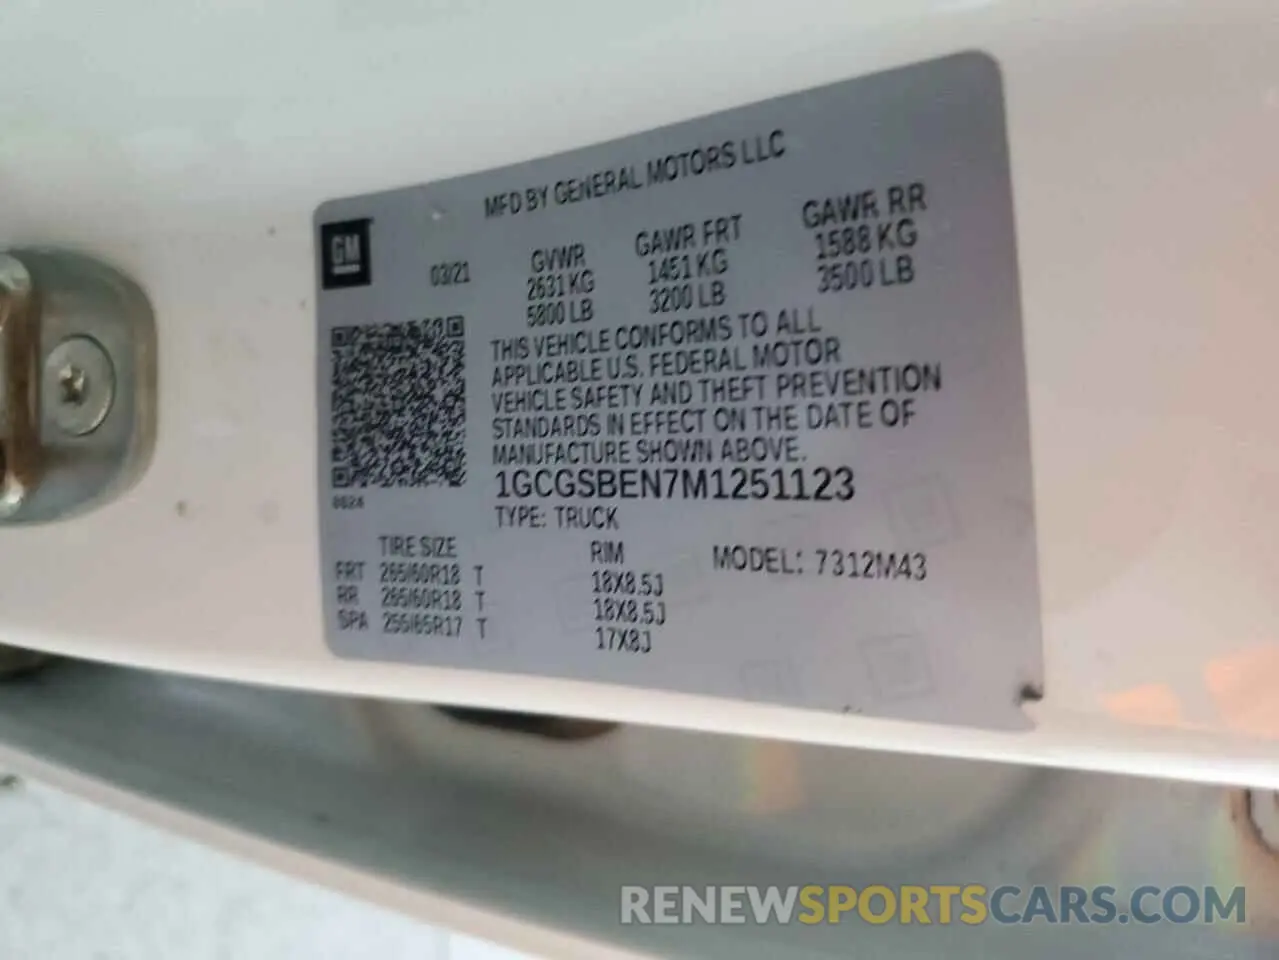 MFD BY GENERAL MOTORS LLC
GM
03/21
GVWR GAWR FRT GAWR RR
2631 KG 1451 KG 1588 KG
5800 LB 3200 LB 3500 LB
THIS VEHICLE CONFORMS TO ALL
APPLICABLE U.S. FEDERAL MOTOR
VEHICLE SAFETY AND THEFT PREVENTION
STANDARDS IN EFFECT ON THE DATE OF
MANUFACTURE SHOWN ABOVE.
1GCGSBEN7M1251123
TYPE: TRUCK
TIRE SIZE RIM MODEL: 7312M43
FRT 265/60R18 T 18X8.5J
RR 265/60R18 T 18X8.5J
SPA 255/65R17 T 17X8J
RENEWSPORTSCARS.COM